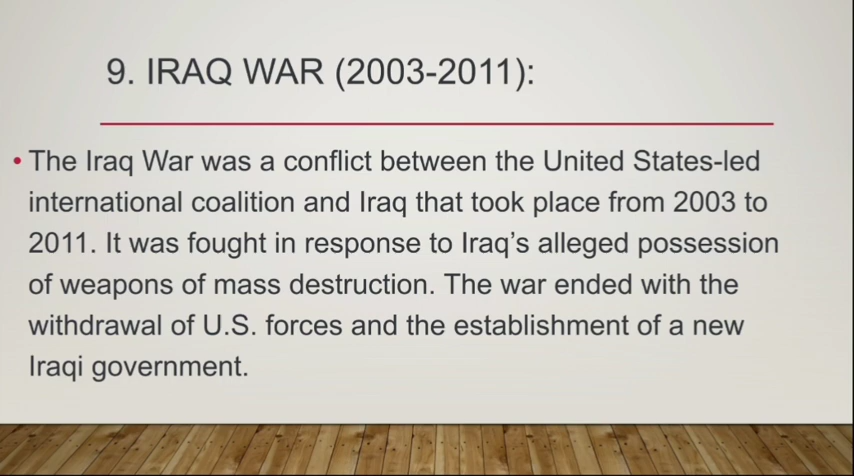 9. IRAQ WAR (2003-2011):
• The Iraq War was a conflict between the United States-led
international coalition and Iraq that took place from 2003 to
2011. It was fought in response to Iraq’s alleged possession
of weapons of mass destruction. The war ended with the
withdrawal of U.S. forces and the establishment of a new
Iraqi government.